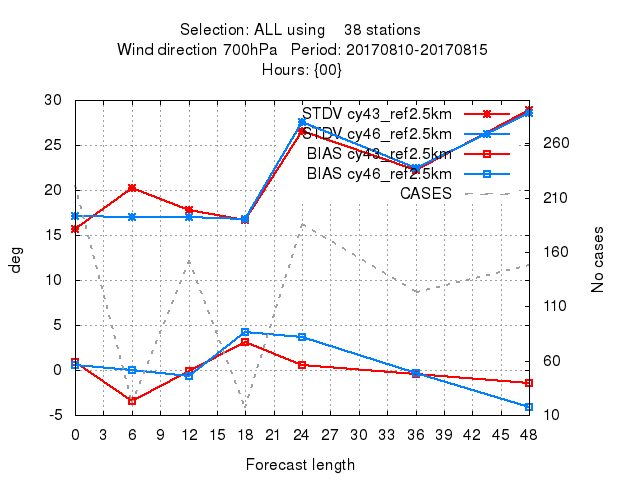 Selection: ALL using 38 stations
Wind direction 700hPa Period: 20170810-20170815
Hours: {00}
STDV cy43_ref2.5km
STDV cy46_ref2.5km
BIAS cy43_ref2.5km
BIAS cy46_ref2.5km
CASES
30
25
20
15
10
5
0
-5
deg
260
210
160
110
60
10
No cases
0 3 6 9 12 15 18 21 24 27 30 33 36 39 42 45 48
Forecast length